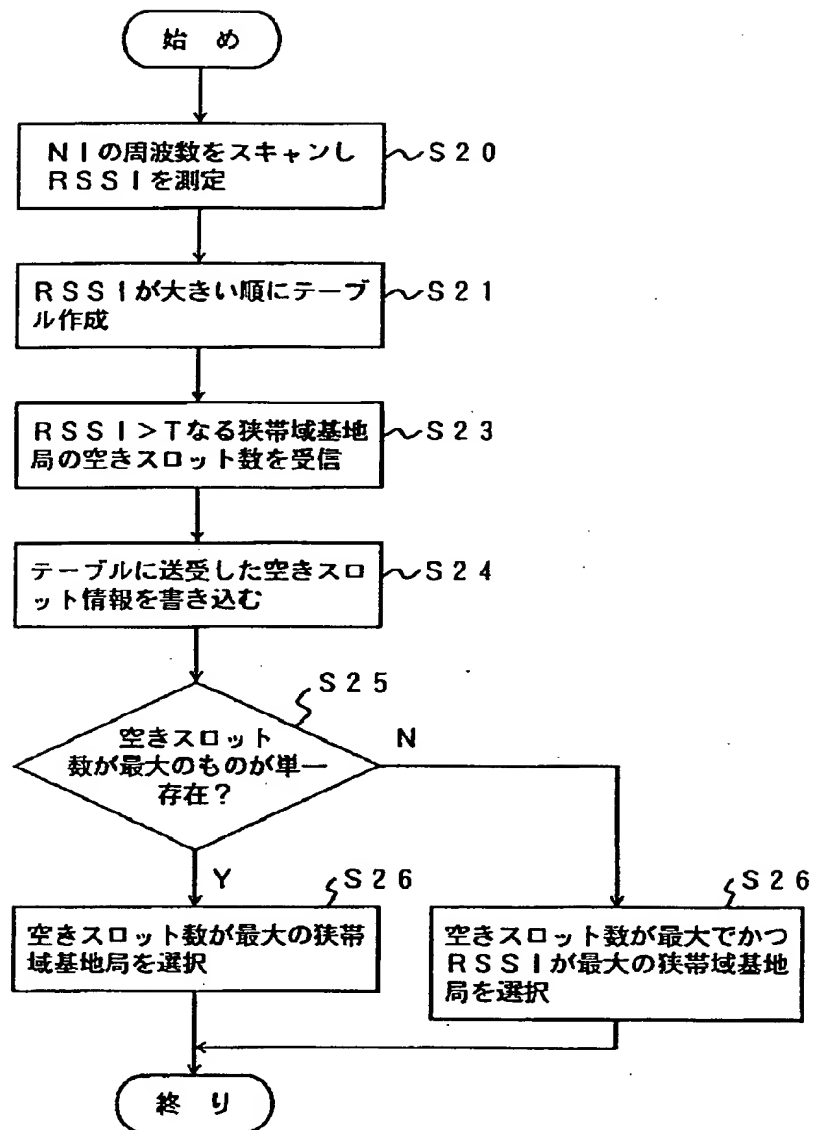 始 め
NIの周波数をスキャンし
RSSIを測定
S20
RSSIが大きい順にテーブ
ル作成
S21
RSSI>Tなる狭帯域基地
局の空きスロット数を受信
S23
テーブルに送受した空きスロ
ット情報を書き込む
S24
S25
空きスロット
数が最大のものが単一
存在?
N
Y
S26
空きスロット数が最大の狭帯
域基地局を選択
S26
空きスロット数が最大でかつ
RSSIが最大の狭帯域基地
局を選択
終 り